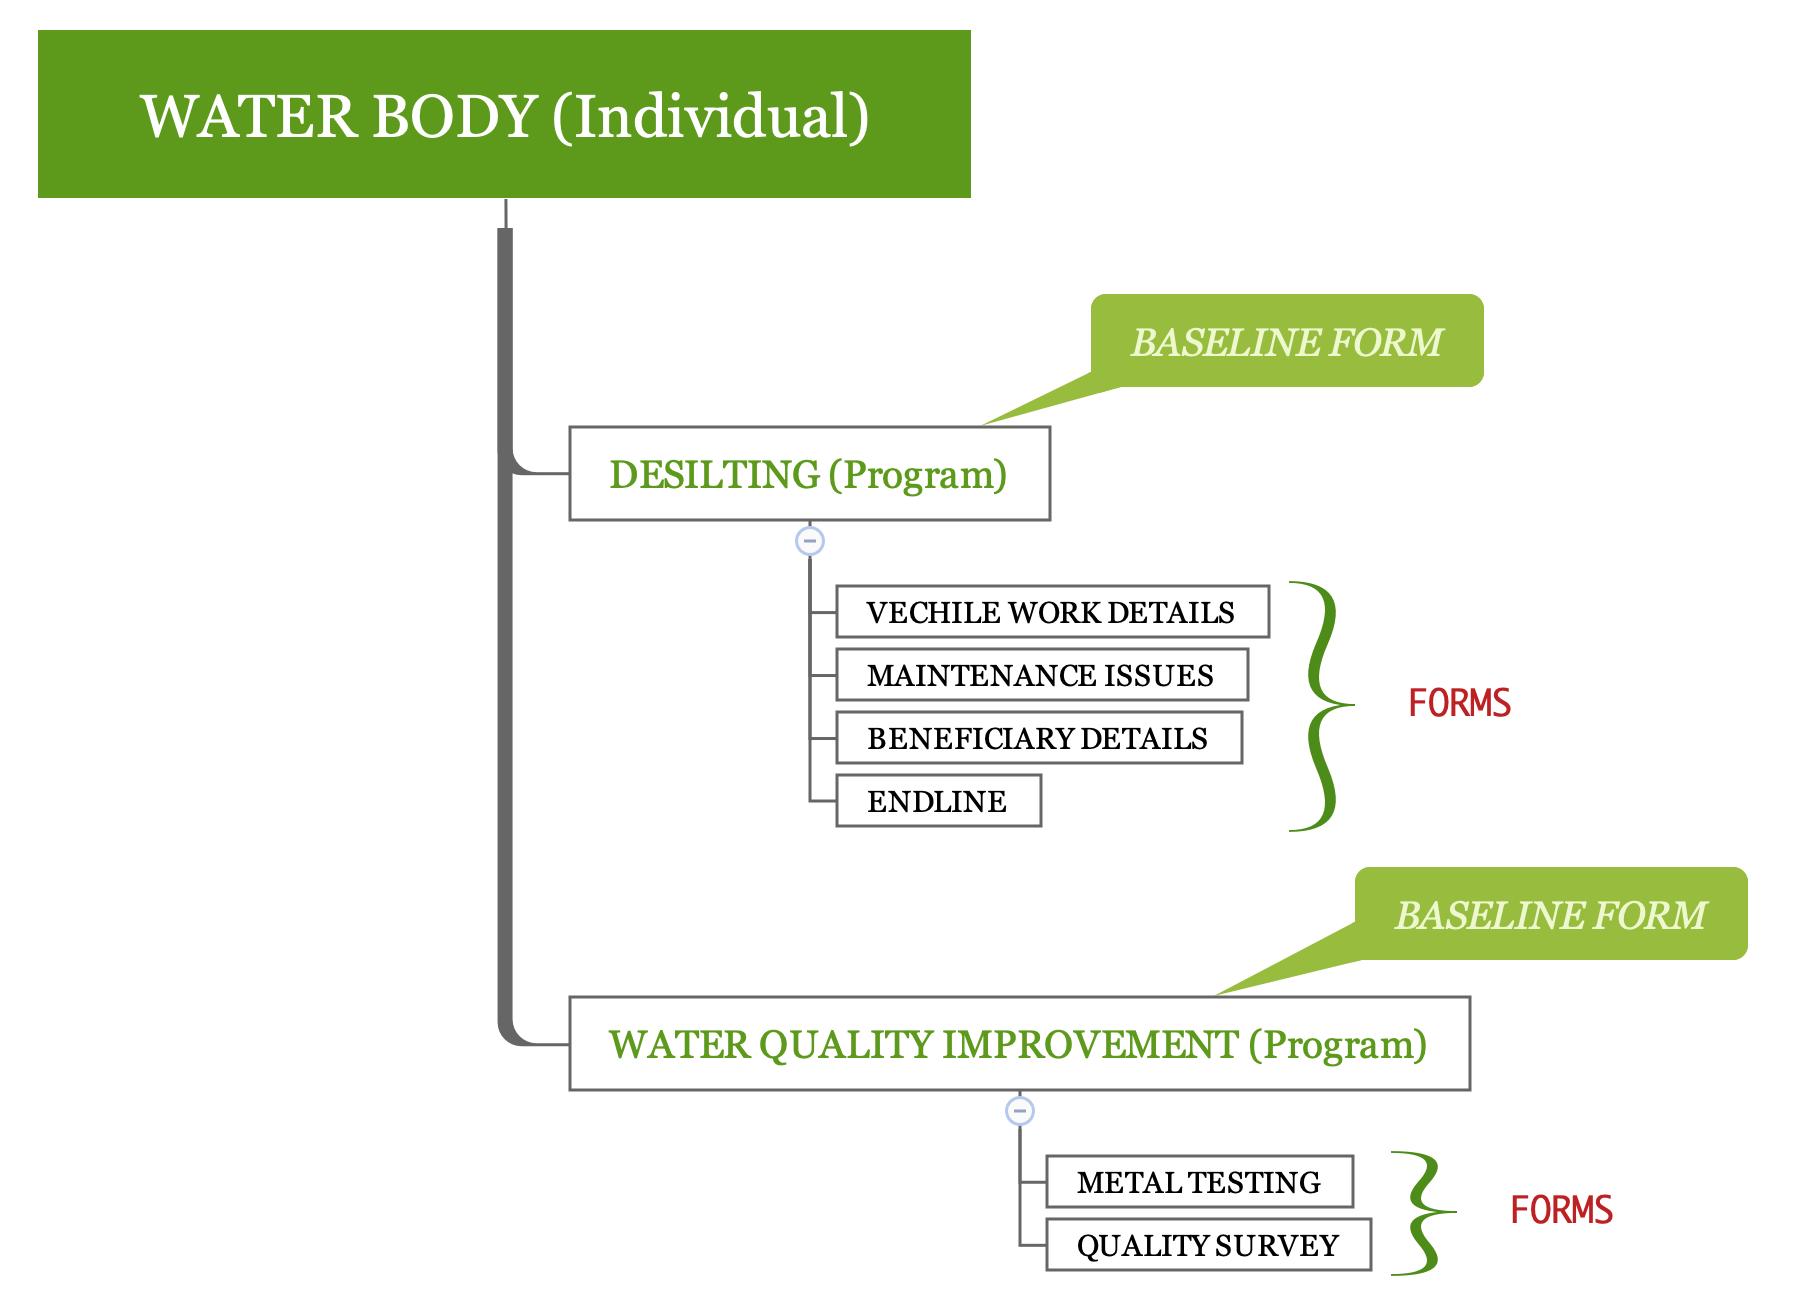 WATER BODY (Individual)
BASELINE FORM
DESILTING (Program)
VECHILE WORK DETAILS
MAINTENANCE ISSUES
FORMS
BENEFICIARY DETAILS
ENDLINE
BASELINE FORM
WATER QUALITY IMPROVEMENT (Program)
METAL TESTING
FORMS
QUALITY SURVEY